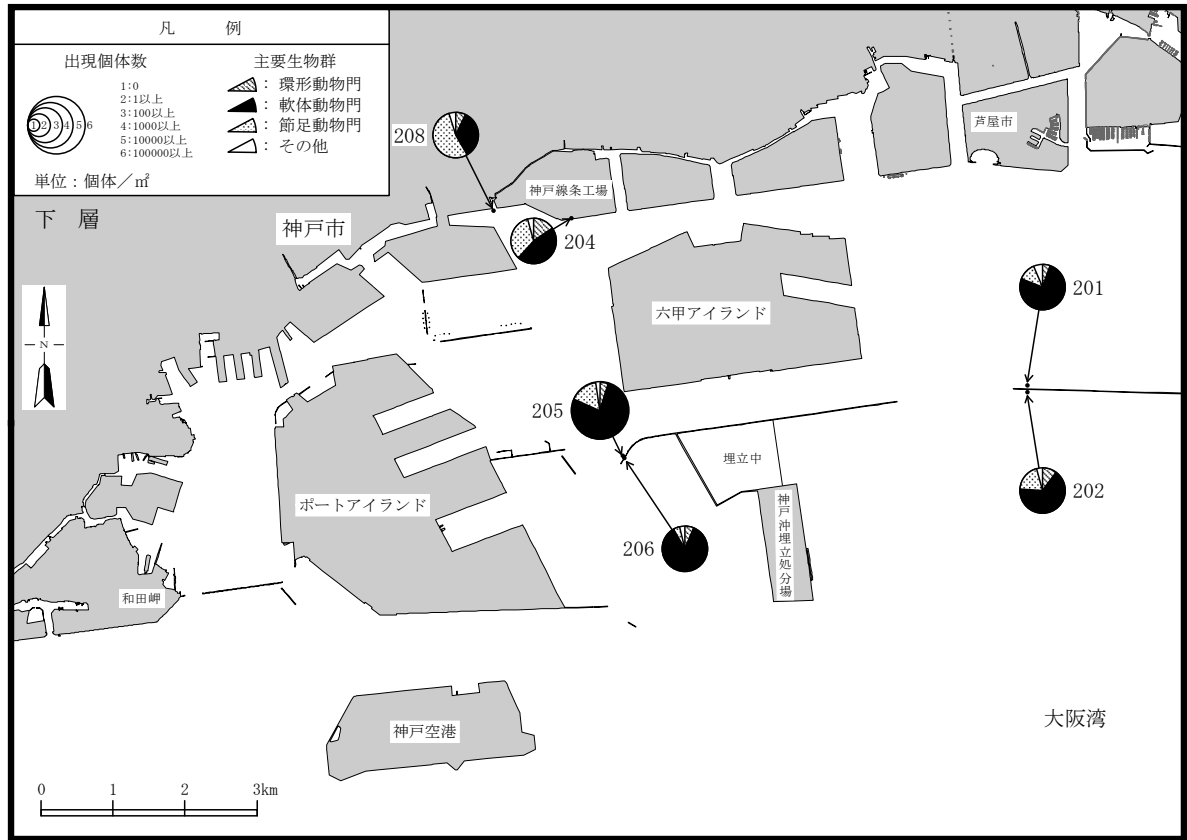 凡 例
出現個体数
1:0
2:1以上
3:100以上
4:1000以上
5:10000以上
6:100000以上
1 2 3 4 5 6
主要生物群
： 環形動物門
： 軟体動物門
： 節足動物門
： その他
単位：個体／㎡
下 層
神戸市
208
神戸線条工場
204
芦屋市
N
六甲アイランド
201
205
埋立中
202
ポートアイランド
206
神戸沖埋立処分場
和田岬
神戸空港
大阪湾
0 1 2 3km